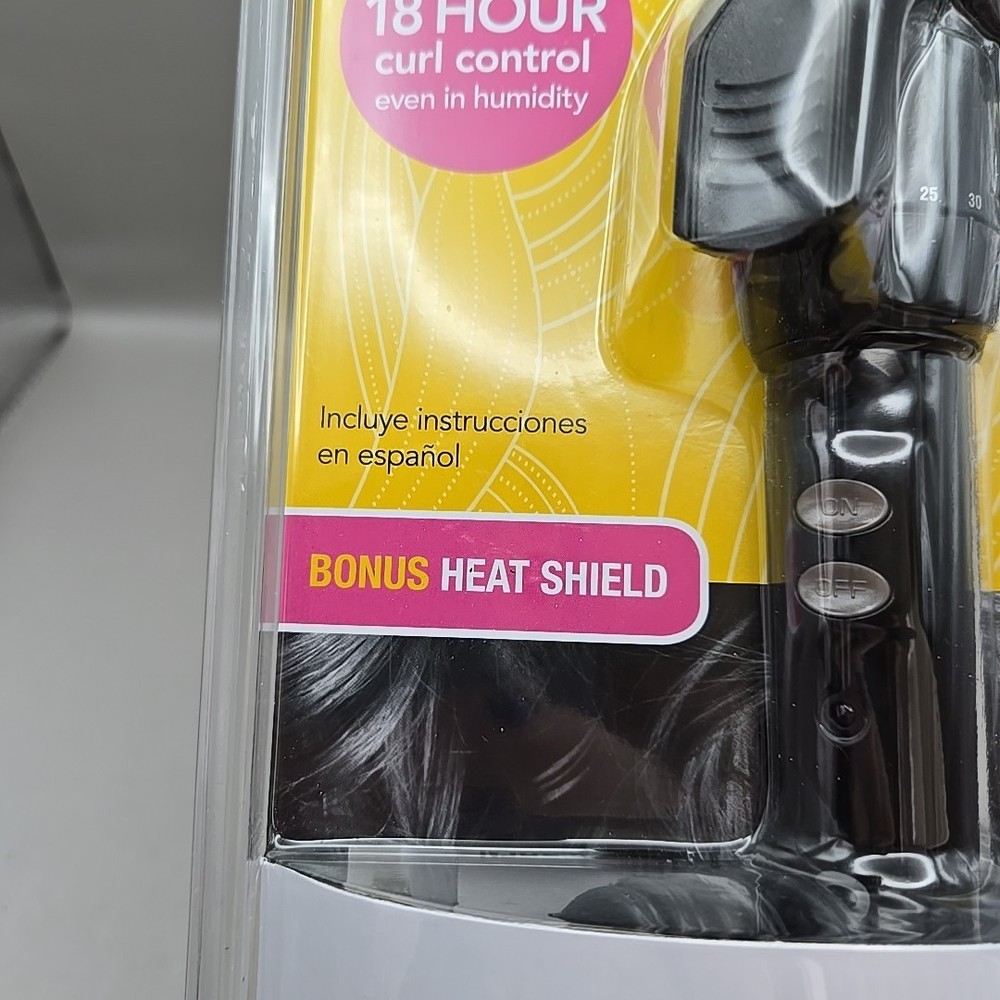 18 HOUR
curl control
even in humidity
25 30
Incluye instrucciones
en español
ON
BONUS HEAT SHIELD
OFF